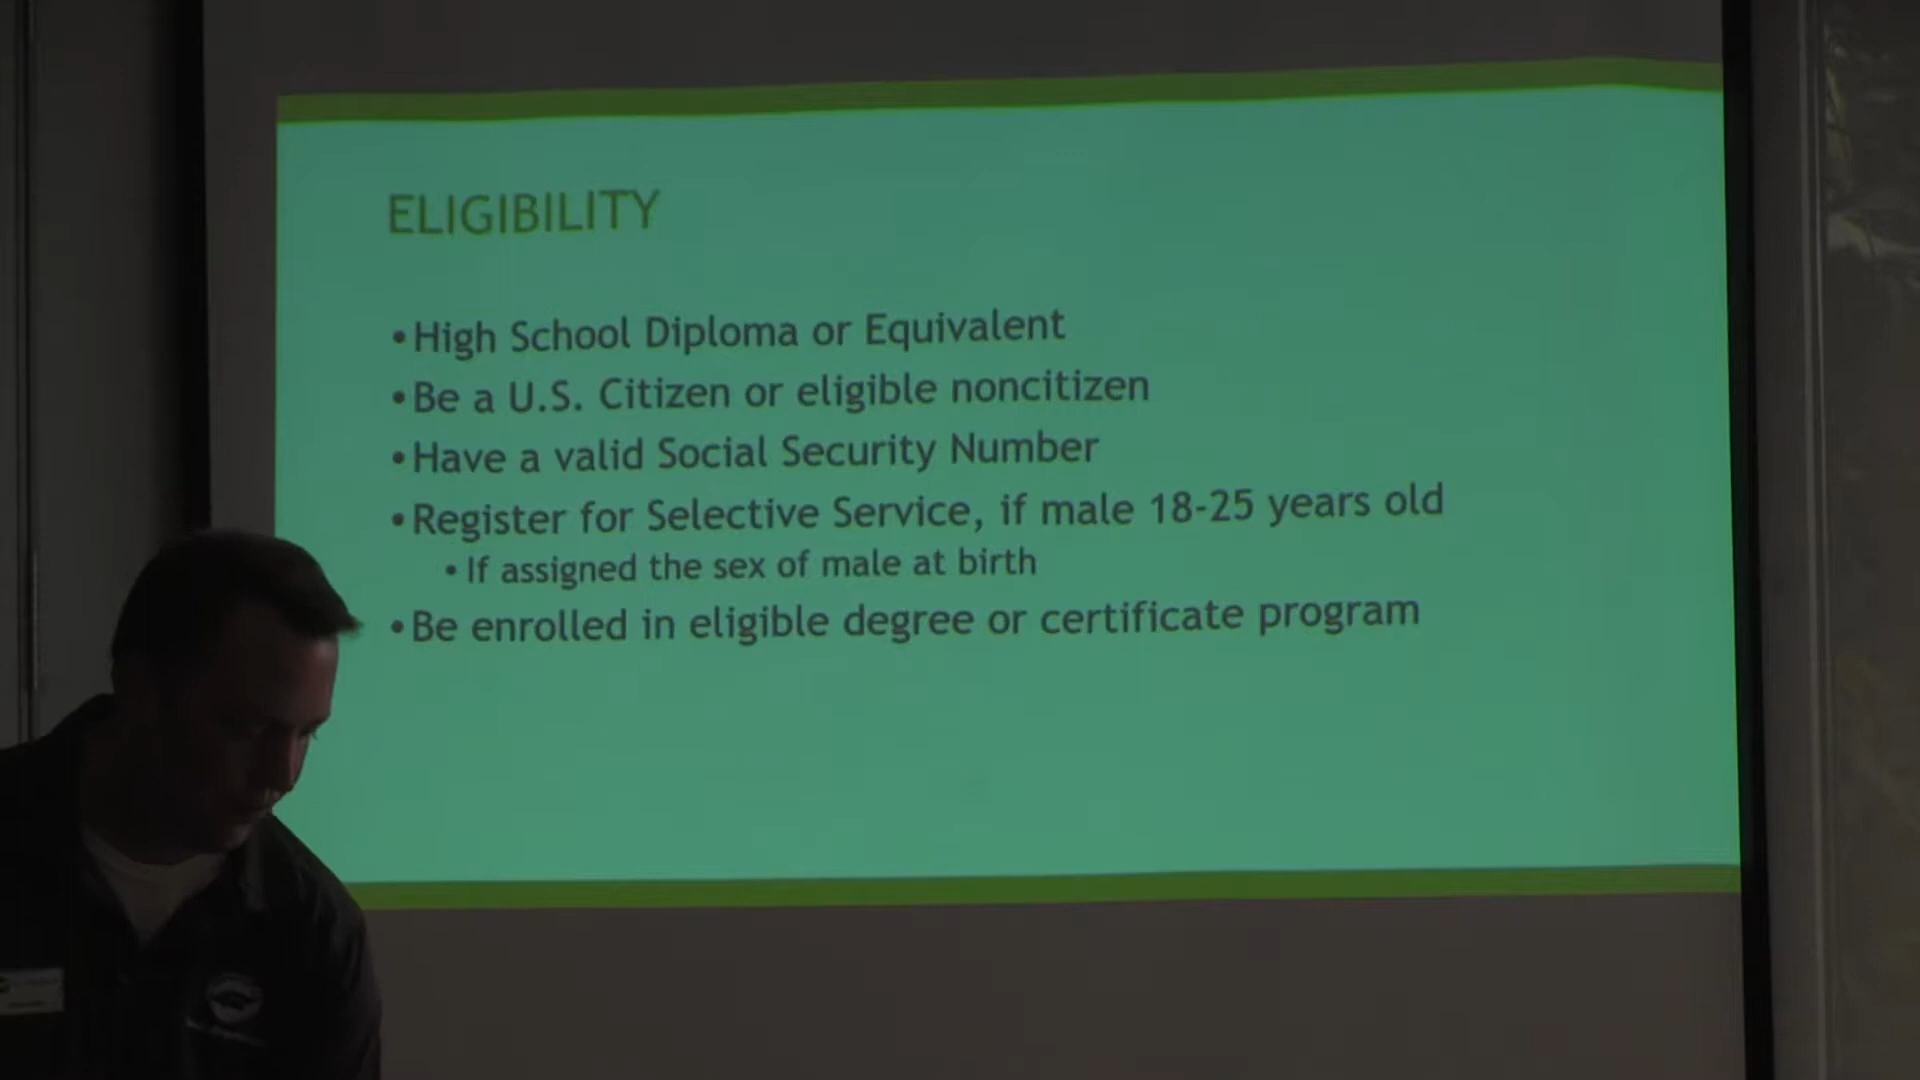 ELIGIBILITY
•High School Diploma or Equivalent
•Be a U.S. Citizen or eligible noncitizen
•Have a valid Social Security Number
•Register for Selective Service, if male 18-25 years old
•If assigned the sex of male at birth
•Be enrolled in eligible degree or certificate program